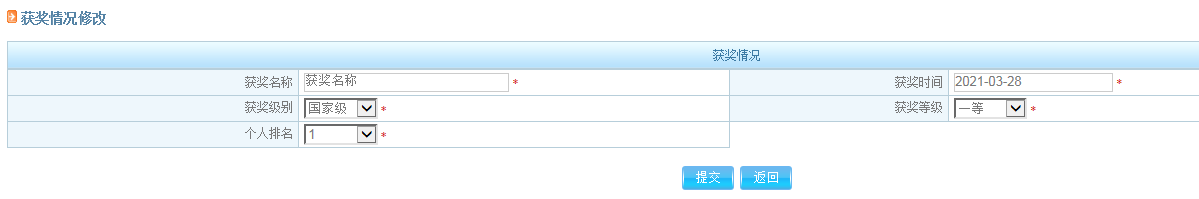 获奖情况修改
获奖情况
获奖名称 获奖名称 * 获奖时间 2021-03-28 *
获奖级别 国家级 * 获奖等级 一等 *
个人排名 1 *
提交 返回